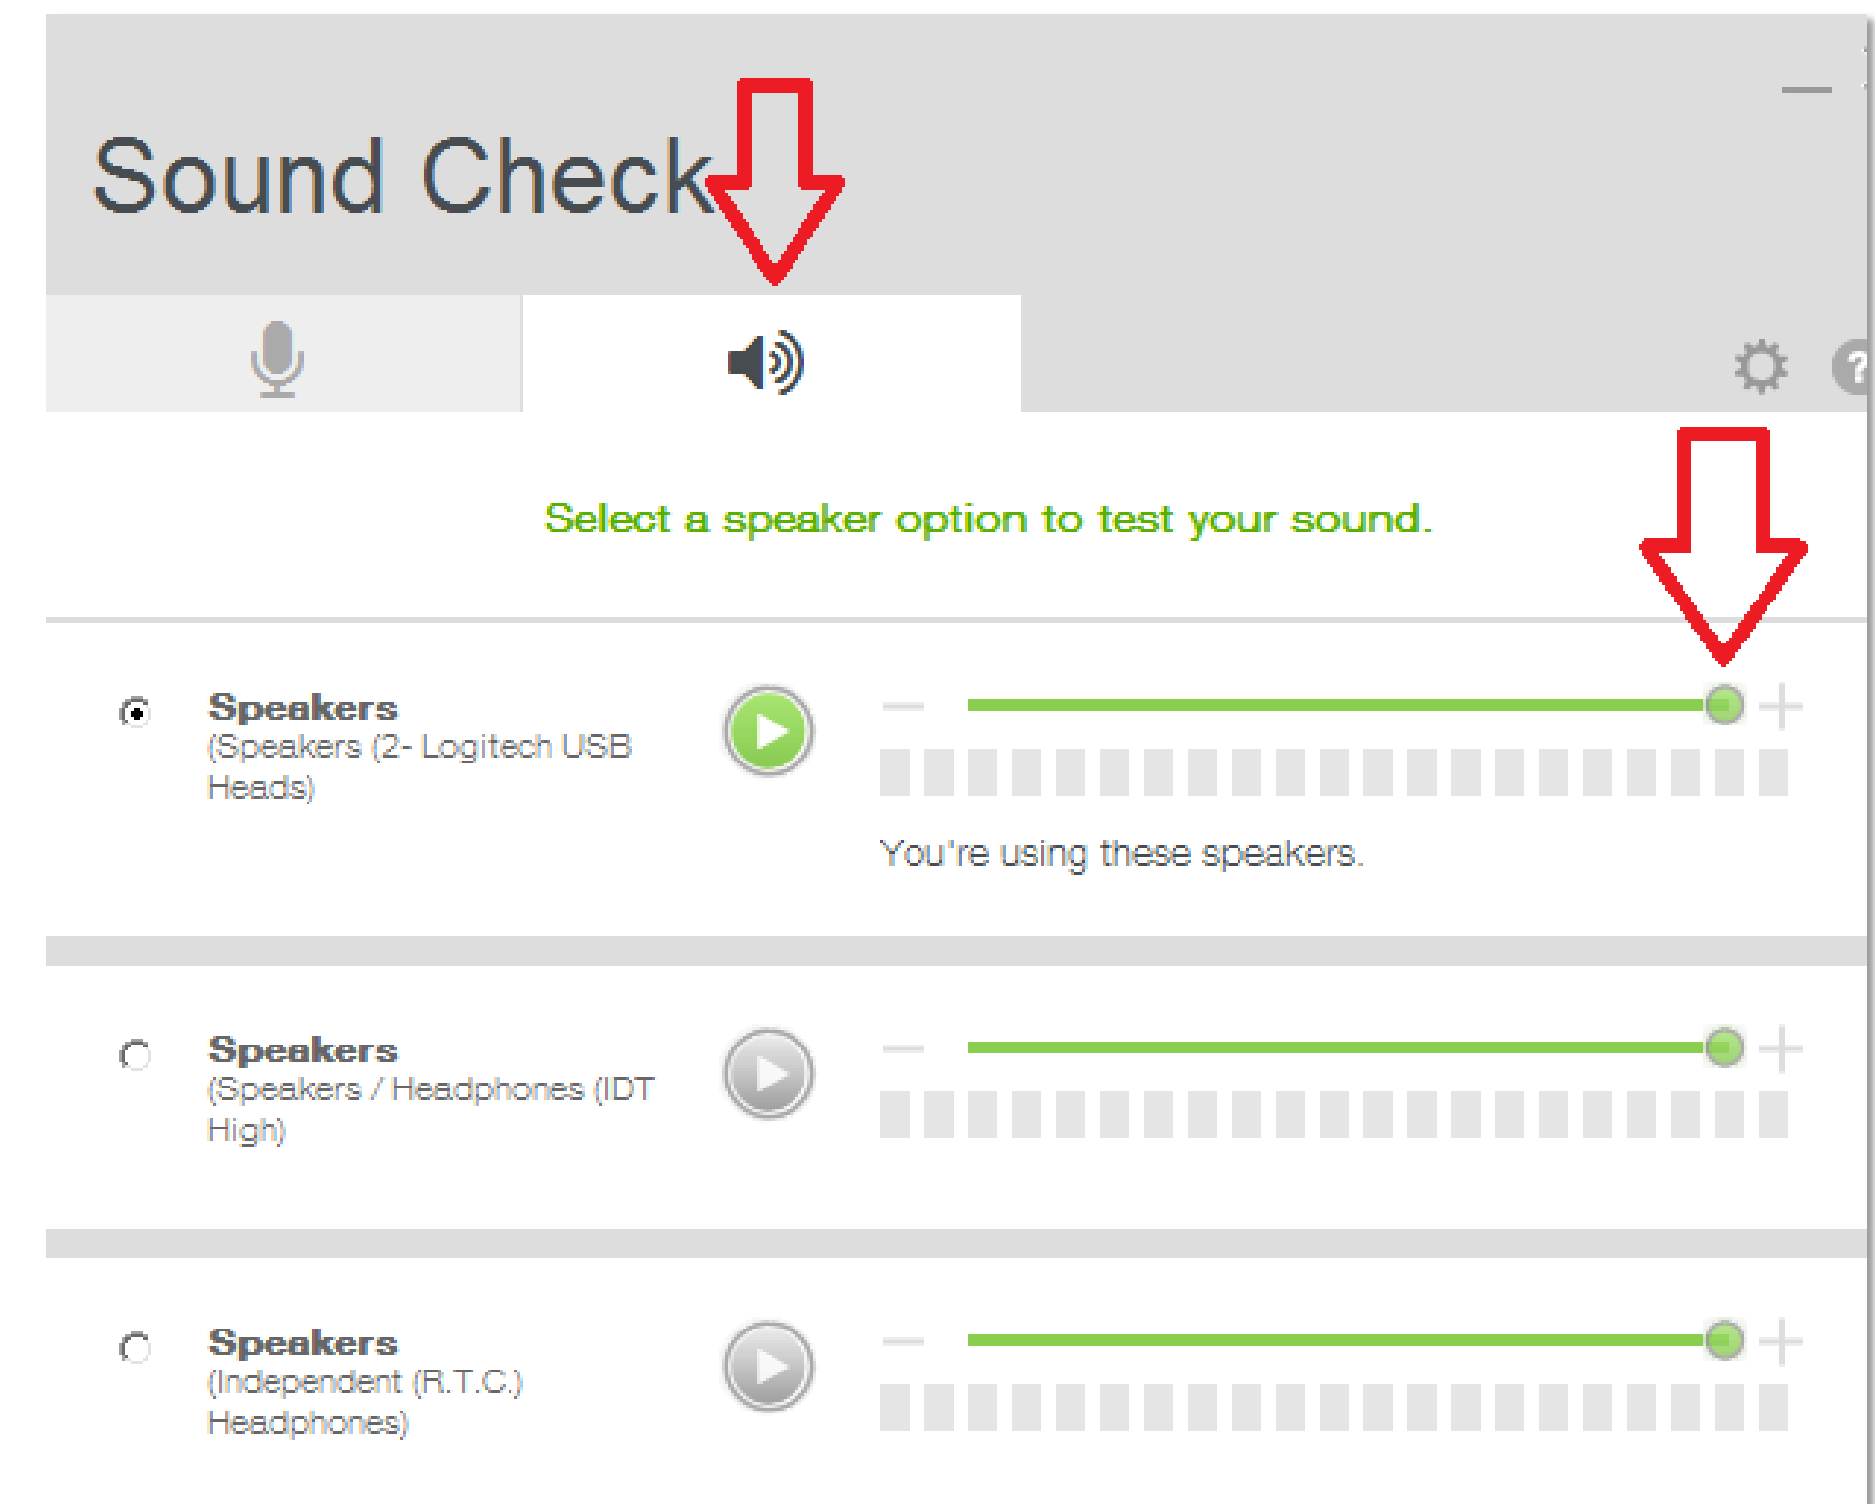 Sound Check
?
Select a speaker option to test your sound.
Speakers
(Speakers (2- Logitech USB
Heads)
You're using these speakers.
Speakers
(Speakers / Headphones (IDT
High)
Speakers
(Independent (R.T.C.)
Headphones)